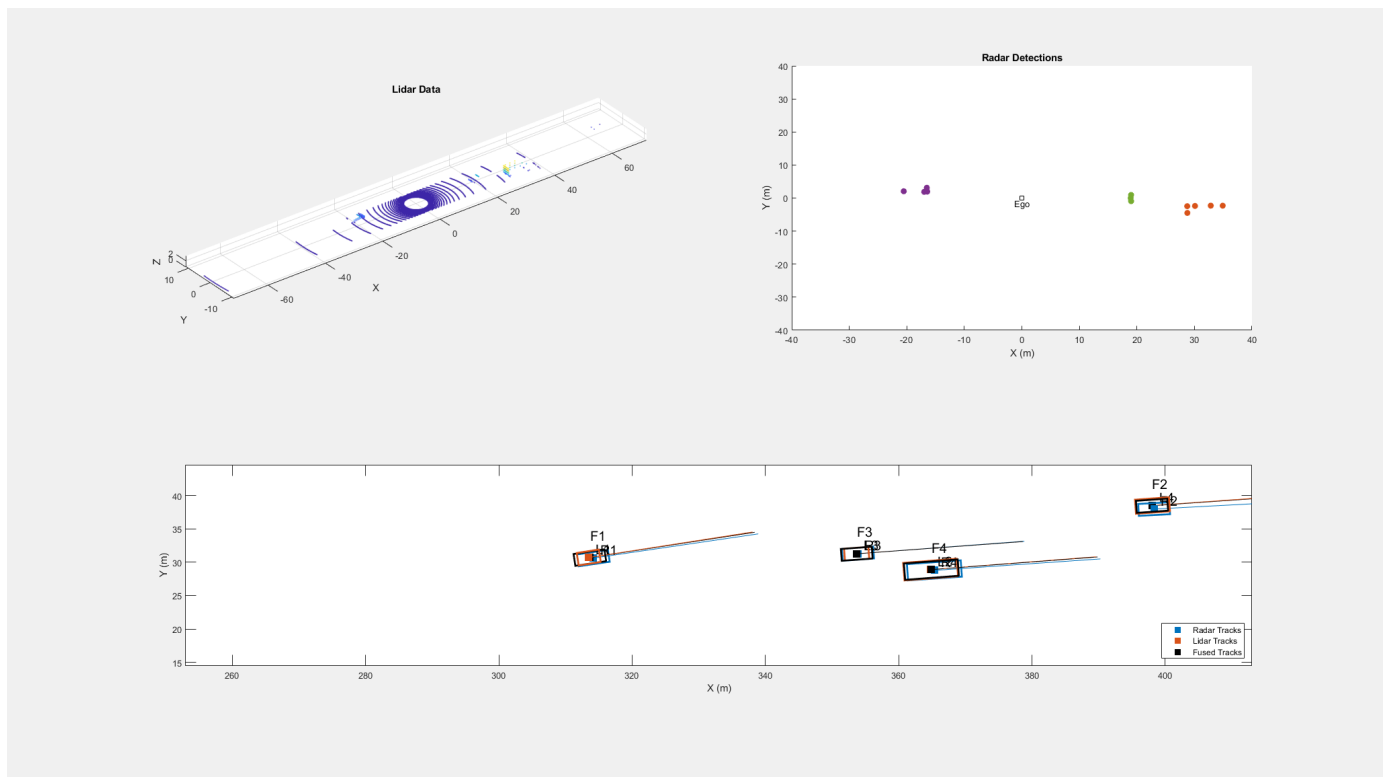 Lidar Data
Z
2
0
10
0
-10
Y
-60
-40
-20
0
20
40
60
X
Radar Detections
40
30
20
10
0
-10
-20
-30
-40
Y (m)
Ego
-40
-30
-20
-10
0
10
20
30
40
X (m)
40
35
30
25
20
15
Y (m)
F1
F3
F4
F2
Radar Tracks
Lidar Tracks
Fused Tracks
260
280
300
320
340
360
380
400
X (m)